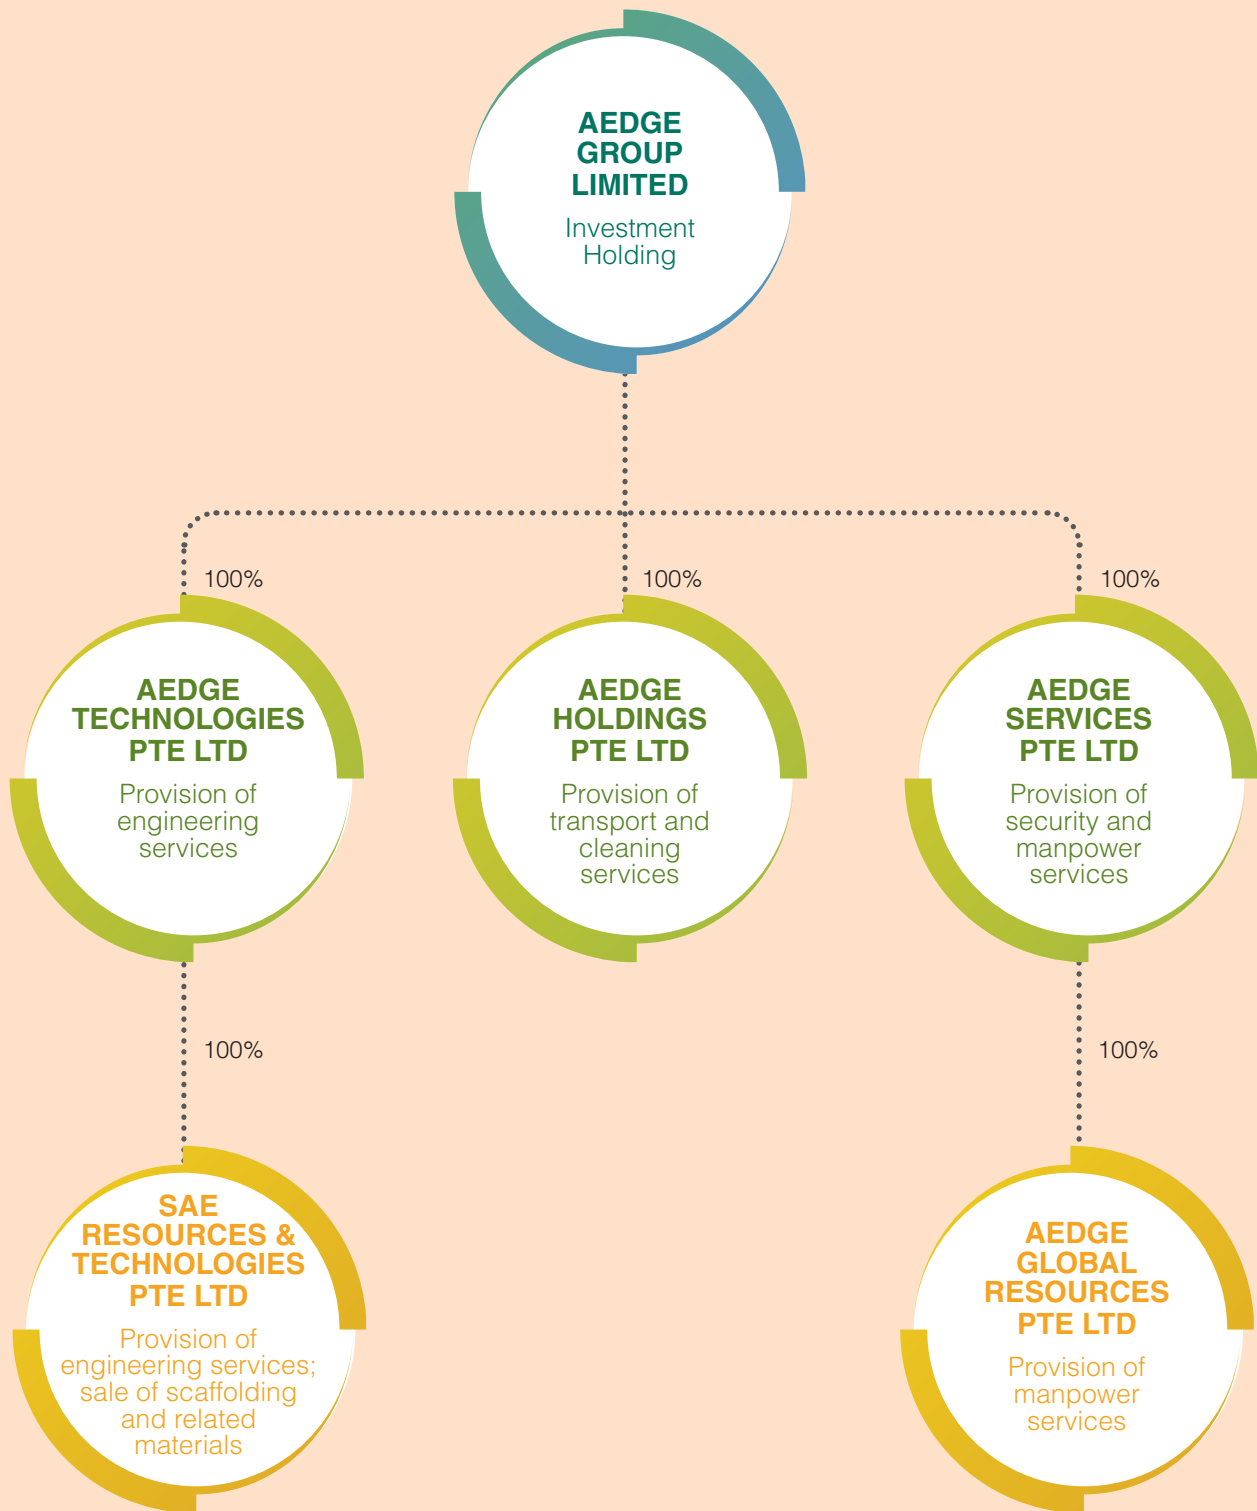 AEDGE
GROUP
LIMITED
Investment
Holding
100%
100%
100%
AEDGE
TECHNOLOGIES
PTE LTD
Provision of
engineering
services
AEDGE
HOLDINGS
PTE LTD
Provision of
transport and
cleaning
services
AEDGE
SERVICES
PTE LTD
Provision of
security and
manpower
services
100%
100%
SAE
RESOURCES &
TECHNOLOGIES
PTE LTD
Provision of
engineering services;
sale of scaffolding
and related
materials
AEDGE
GLOBAL
RESOURCES
PTE LTD
Provision of
manpower
services